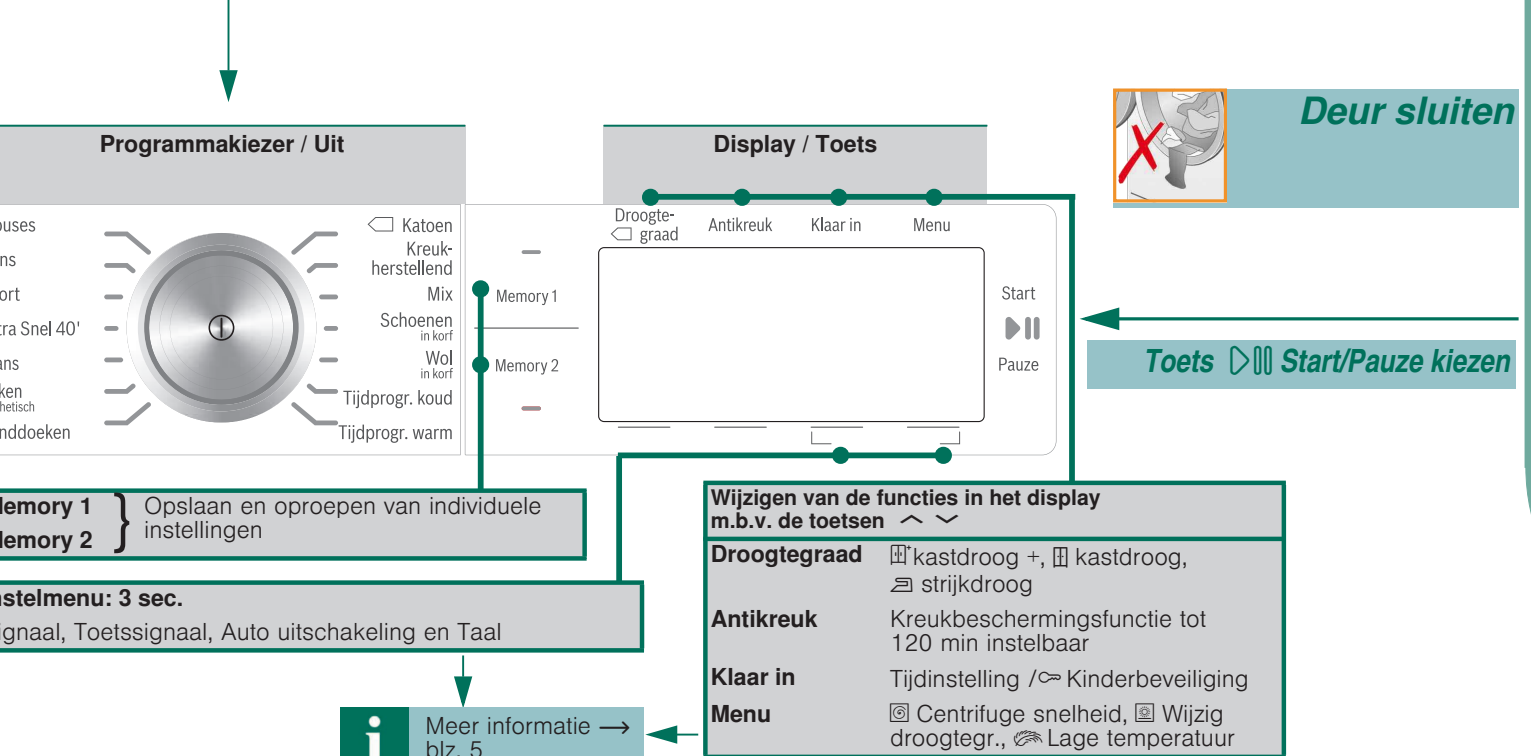 Deur sluiten
Programmakiezer / Uit
Display / Toets
ouses
ns
ort
tra Snel 40'
ans
ken
hetisch
nddoeken
Katoen
Kreuk-
herstellend
Mix
Schoenen
in korf
Wol
in korf
Tijdprogr. koud
Tijdprogr. warm
Memory 1
Memory 2
Droogte-
graad
Antikreuk
Klaar in
Menu
Start
Pauze
Toets Start/Pauze kiezen
Memory 1
Memory 2
Opslaan en oproepen van individuele
instellingen
nstelmenu: 3 sec.
ignaal, Toetssignaal, Auto uitschakeling en Taal
i
Meer informatie →
blz. 5
Wijzigen van de functies in het display
m.b.v. de toetsen
Droogtegraad kastdroog +, kastdroog,
strijkdroog
Antikreuk Kreukbeschermingsfunctie tot
120 min instelbaar
Klaar in Tijdinstelling / Kinderbeveiliging
Menu Centrifuge snelheid, Wijzig
droogtegr., Lage temperatuur